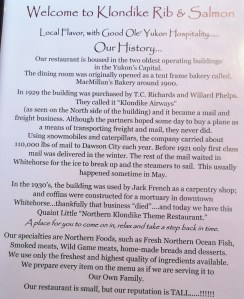 Welcome to Klondike Rib & Salmon
Local Flavor, with Good Ole' Yukon Hospitality.....
Our History...
Our restaurant is housed in the two oldest operating buildings
in the Yukon's Capital.
The dining room was originally opened as a tent frame bakery called,
MacMillan's Bakery around 1900.
In 1929 the building was purchased by T.C. Richards and Willard Phelps.
They called it "Klondike Airways"
(as seen on the North side of the building) and it became a mail and
freight business. Although the partners hoped some day to buy a plane as
a means of transporting freight and mail, they never did.
Using snowmobiles and caterpillars, the company carried about
110,000 lbs of mail to Dawson City each year. Before 1921 only first class
mail was delivered in the winter. The rest of the mail waited in
Whitehorse for the ice to break up and the steamers to sail. This usually
happened sometime in May.
In the 1930's, the building was used by Jack French as a carpentry shop;
and coffins were constructed for a mortuary in downtown
Whitehorse...thankfully that business "died"....and today we have this
Quaint Little "Northern Klondike Theme Restaurant."
A place for you to come on in, relax and take a step back in time.
Our specialties are Northern Foods, such as Fresh Northern Ocean Fish,
Smoked meats, Wild Game meats, home-made breads and desserts.
We use only the freshest and highest quality of ingredients available.
We prepare every item on the menu as if we are serving it to
Our Own Family.
Our restaurant is small, but our reputation is TALL......!!!!!!